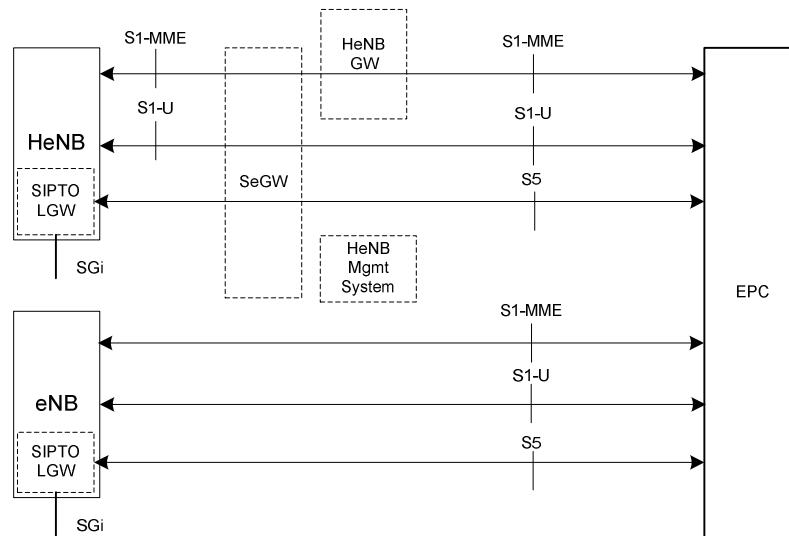 S1-MME
HeNB
GW
S1-MME
S1-U
S1-U
HeNB
SIPTO
LGW
SeGW
S5
SGi
HeNB
Mgmt
System
EPC
S1-MME
S1-U
eNB
SIPTO
LGW
S5
SGi